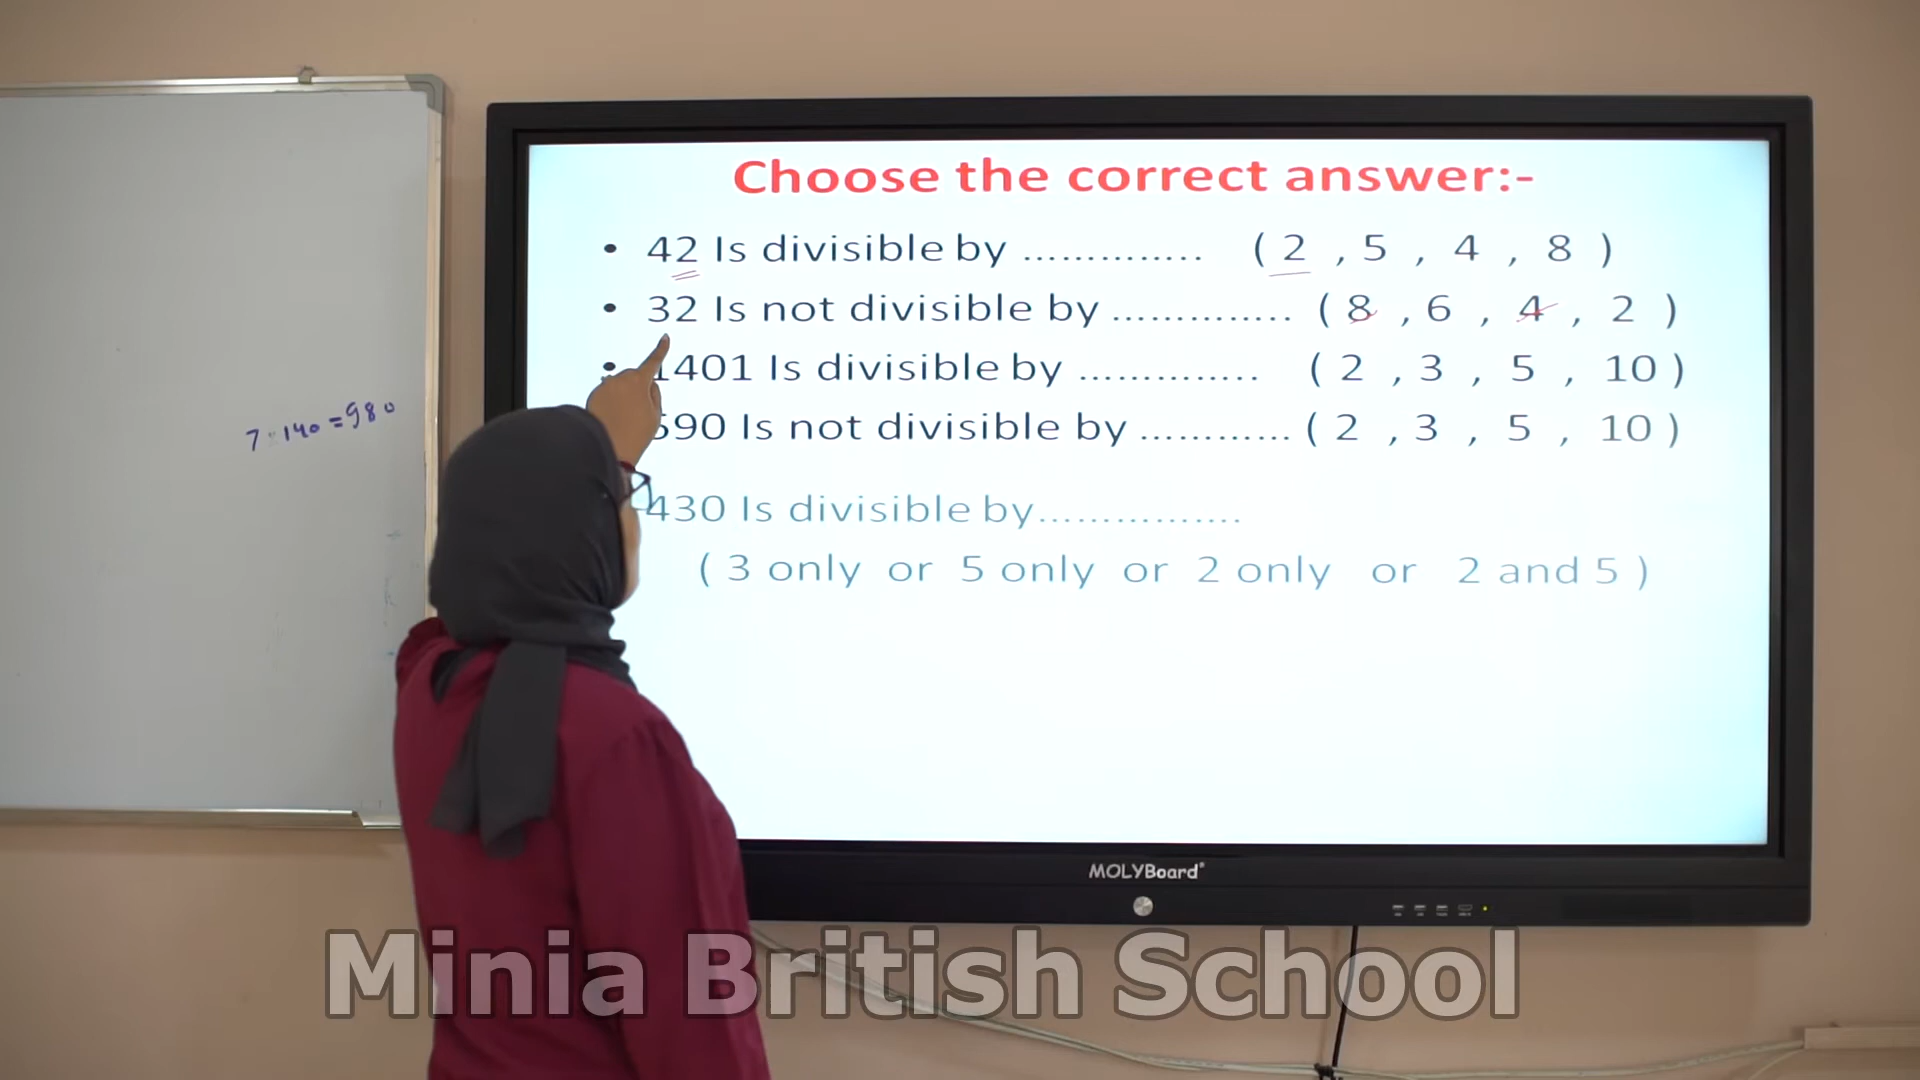 Choose the correct answer:-
• 42 Is divisible by .............. ( 2 , 5 , 4 , 8 )
• 32 Is not divisible by .............. ( 8 , 6 , 4 , 2 )
• 1401 Is divisible by .............. ( 2 , 3 , 5 , 10 )
590 Is not divisible by ............ ( 2 , 3 , 5 , 10 )
430 Is divisible by................
( 3 only or 5 only or 2 only or 2 and 5 )
7 140 = 980
MOLYBoard
Minia British School